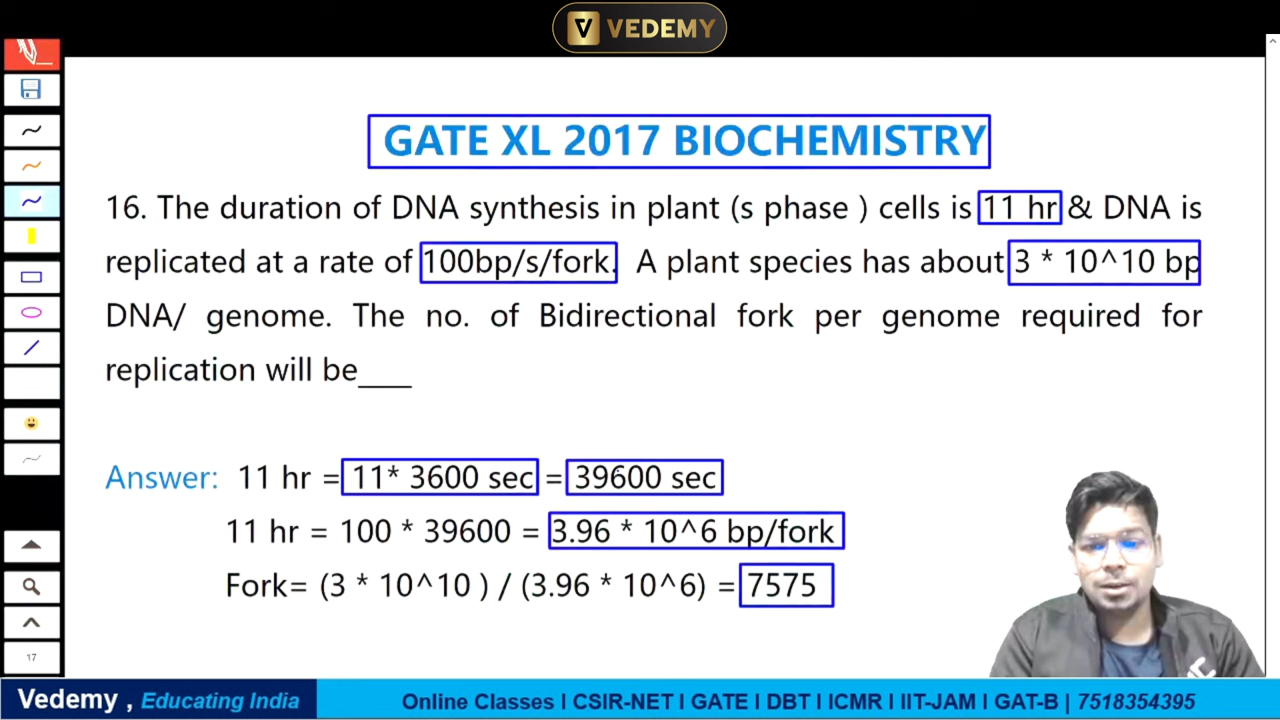 VEDEMY
GATE XL 2017 BIOCHEMISTRY
16. The duration of DNA synthesis in plant (s phase ) cells is 11 hr & DNA is
replicated at a rate of 100bp/s/fork. A plant species has about 3 * 10^10 bp
DNA/ genome. The no. of Bidirectional fork per genome required for
replication will be____
Answer: 11 hr = 11* 3600 sec = 39600 sec
11 hr = 100 * 39600 = 3.96 * 10^6 bp/fork
Fork= (3 * 10^10 ) / (3.96 * 10^6) = 7575
17
Vedemy , Educating India
Online Classes I CSIR-NET I GATE I DBT I ICMR I IIT-JAM I GAT-B | 7518354395